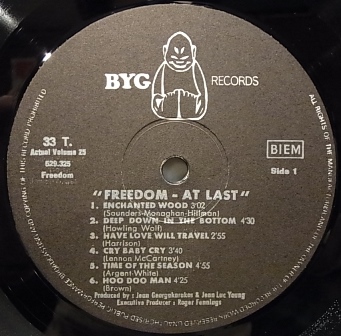 BYG RECORDS
33 T.
Actual Volume 25
529.325
Freedom
BIEM
Side 1
"FREEDOM - AT LAST"
1 - ENCHANTED WOOD 3'02
(Saunders-Monaghan-Hillman)
2 - DEEP DOWN IN THE BOTTOM 4'30
(Howling Wolf)
3 - HAVE LOVE WILL TRAVEL 2'55
(Harrison)
4 - CRY BABY CRY 3'40
(Lennon McCartney)
5 - TIME OF THE SEASON 4'55
(Argent-White)
6 - HOO DOO MAN 6'55
(Brown)
Produced by : Jean Georgakarakos & Jean Luc Young
Executive Producer : Roger Fennings
ALL RIGHTS OF THE MANUFACTURER